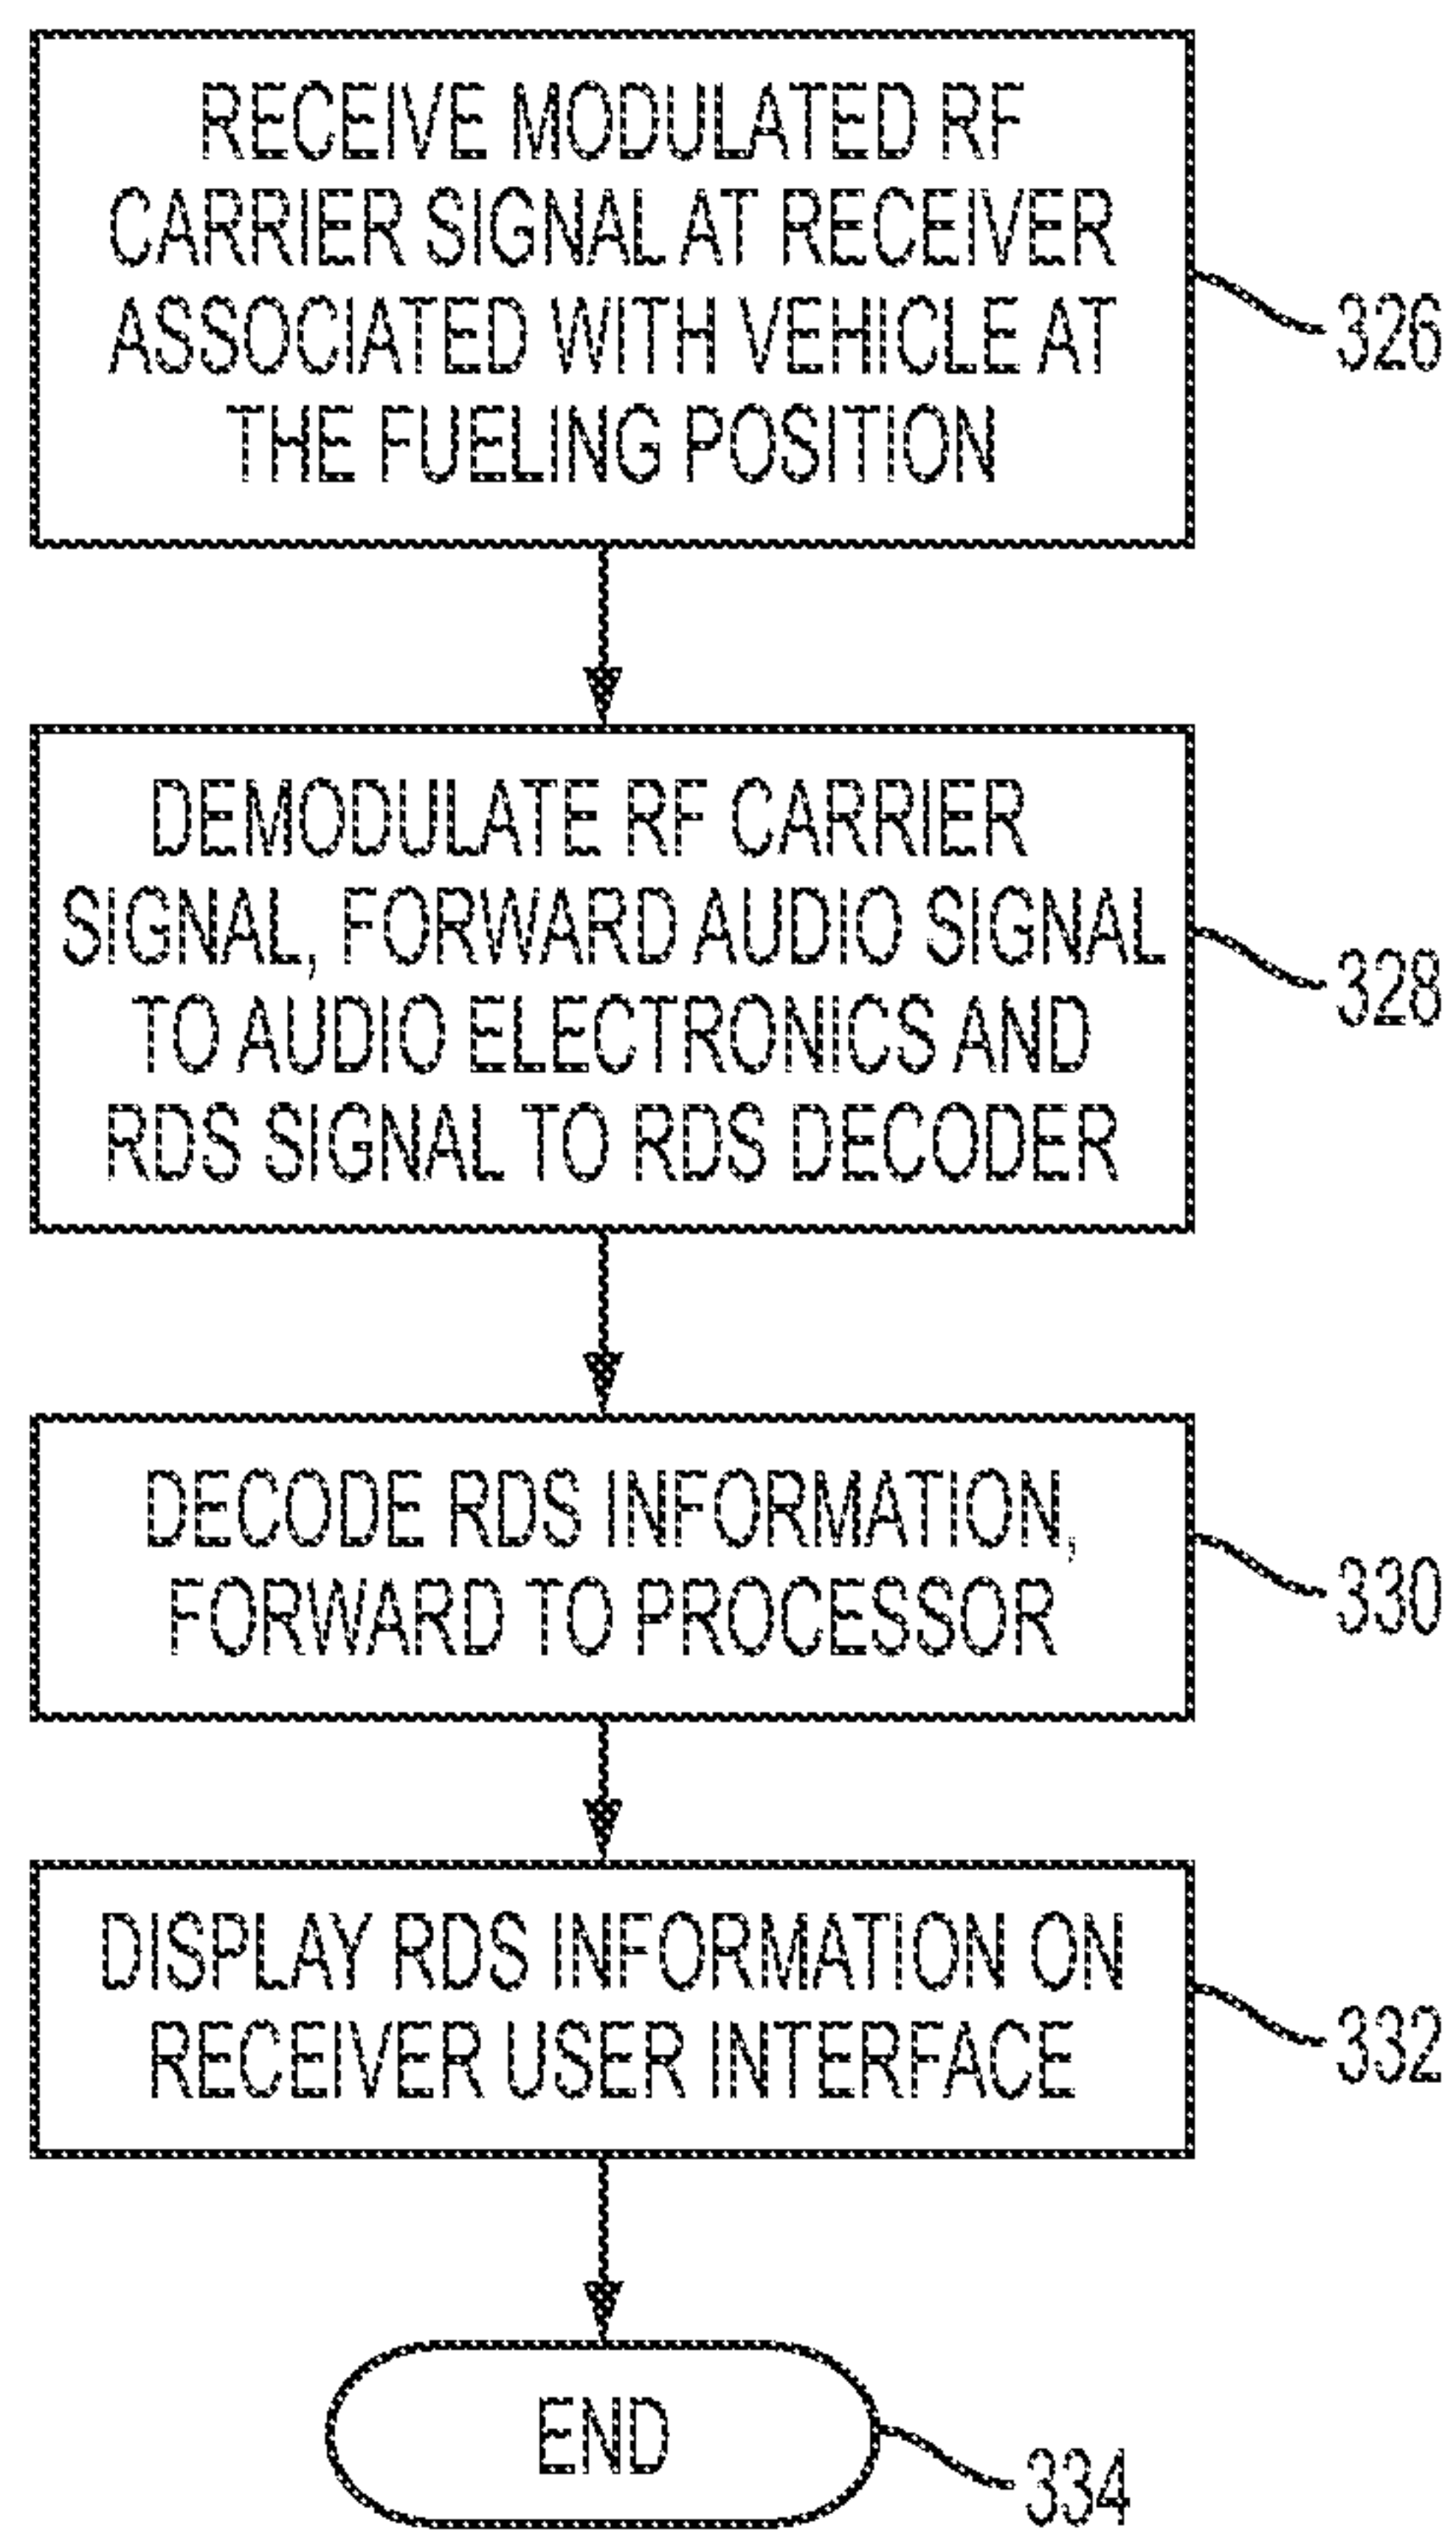 RECEIVE MODULATED RF
CARRIER SIGNAL AT RECEIVER
ASSOCIATED WITH VEHICLE AT
THE FUELING POSITION
326
DEMODULATE RF CARRIER
SIGNAL, FORWARD AUDIO SIGNAL
TO AUDIO ELECTRONICS AND
RDS SIGNAL TO RDS DECODER
328
DECODE RDS INFORMATION,
FORWARD TO PROCESSOR
330
DISPLAY RDS INFORMATION ON
RECEIVER USER INTERFACE
332
END
334